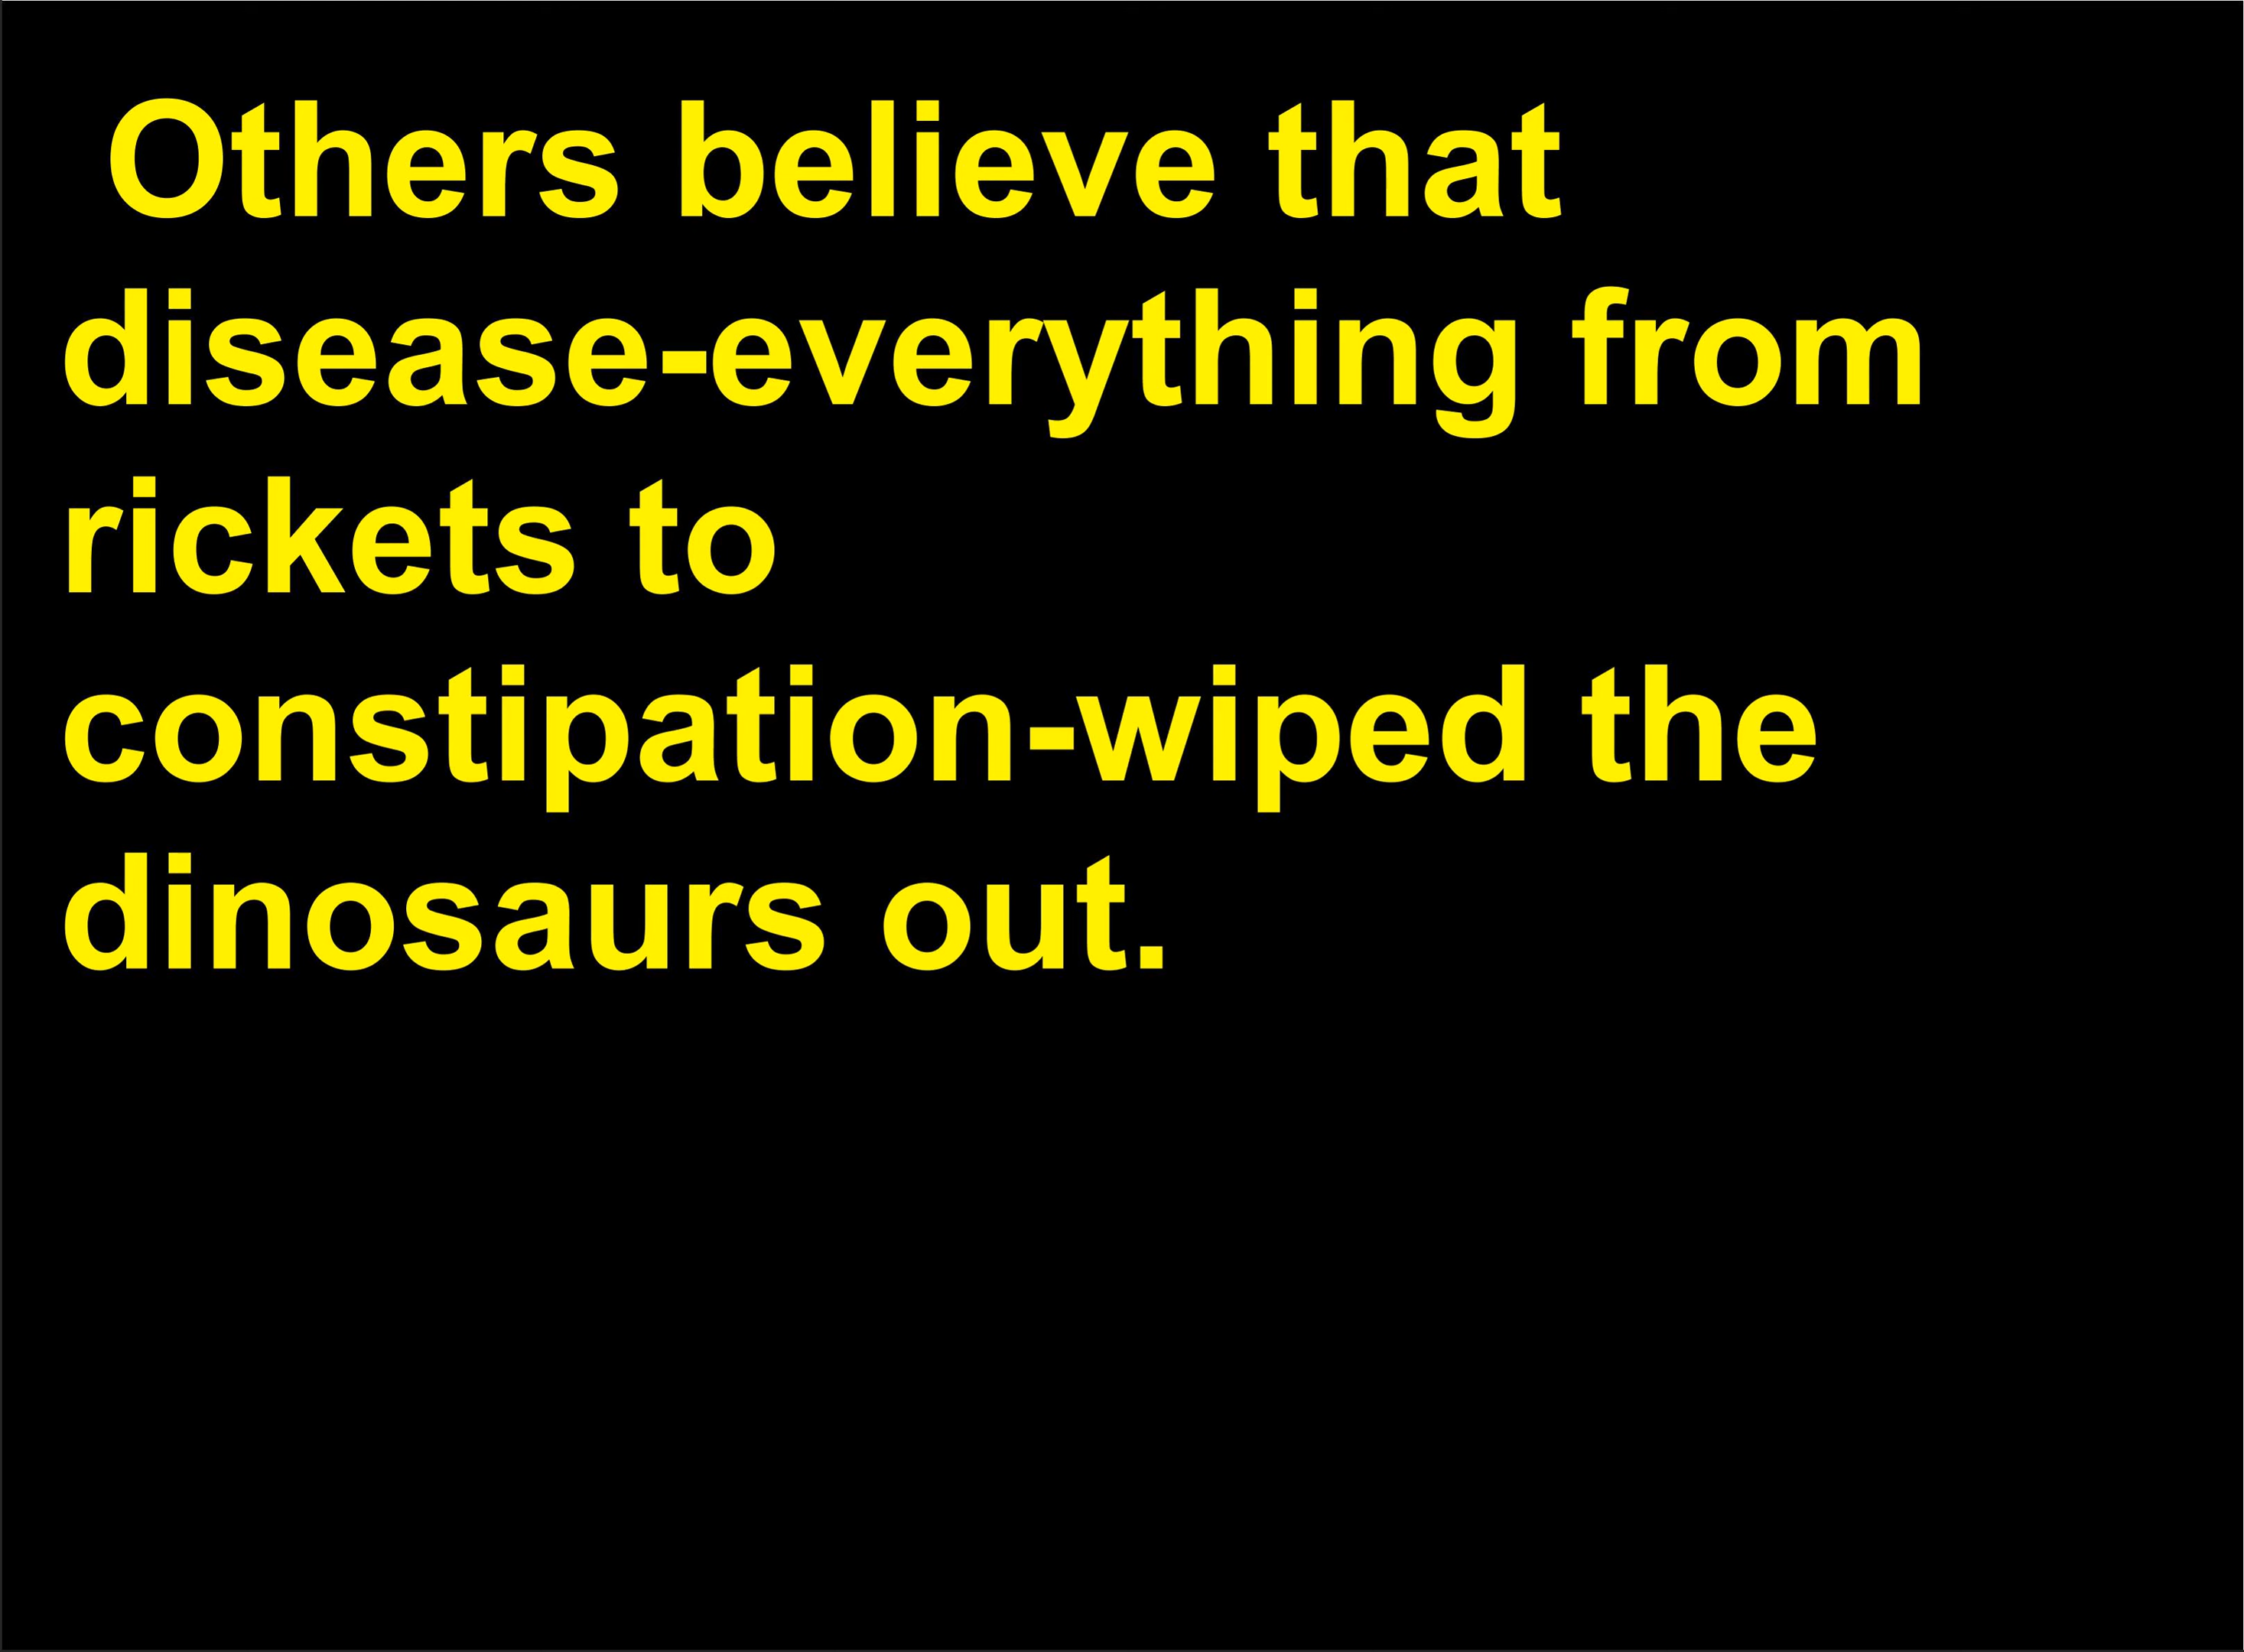 Others believe that
disease-everything from
rickets to
constipation-wiped the
dinosaurs out.